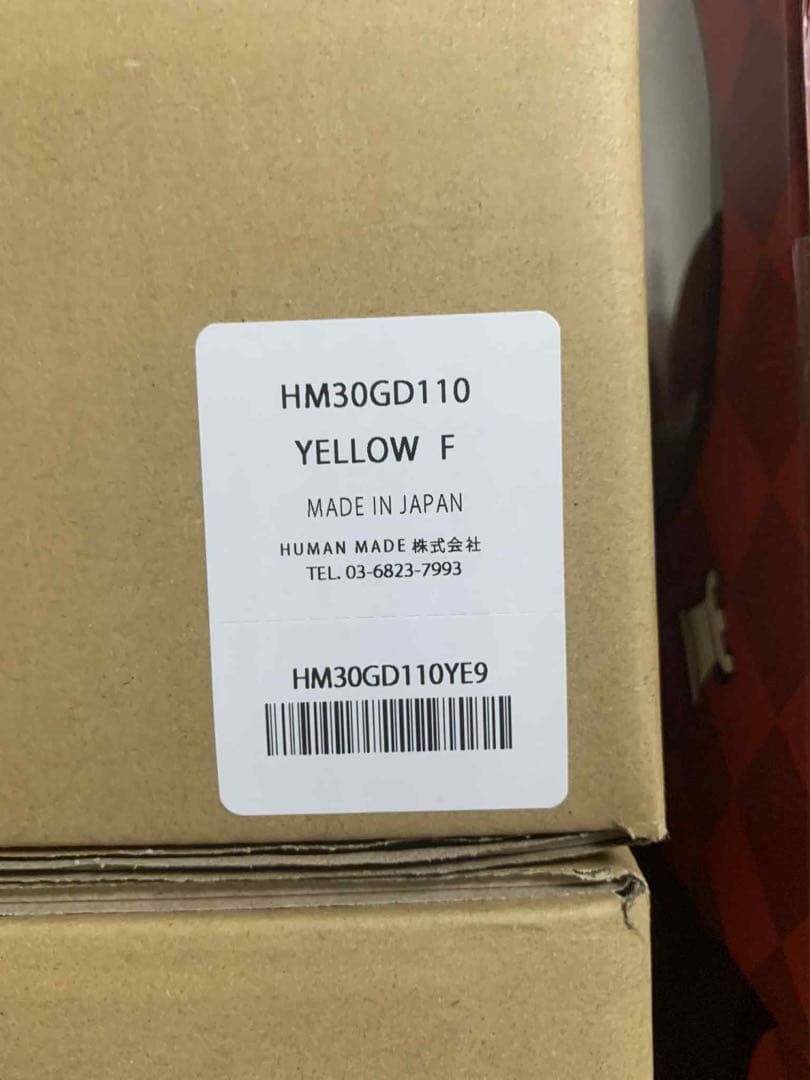 HM30GD110
YELLOW F
MADE IN JAPAN
HUMAN MADE 株式会社
TEL. 03-6823-7993
HM30GD110YE9